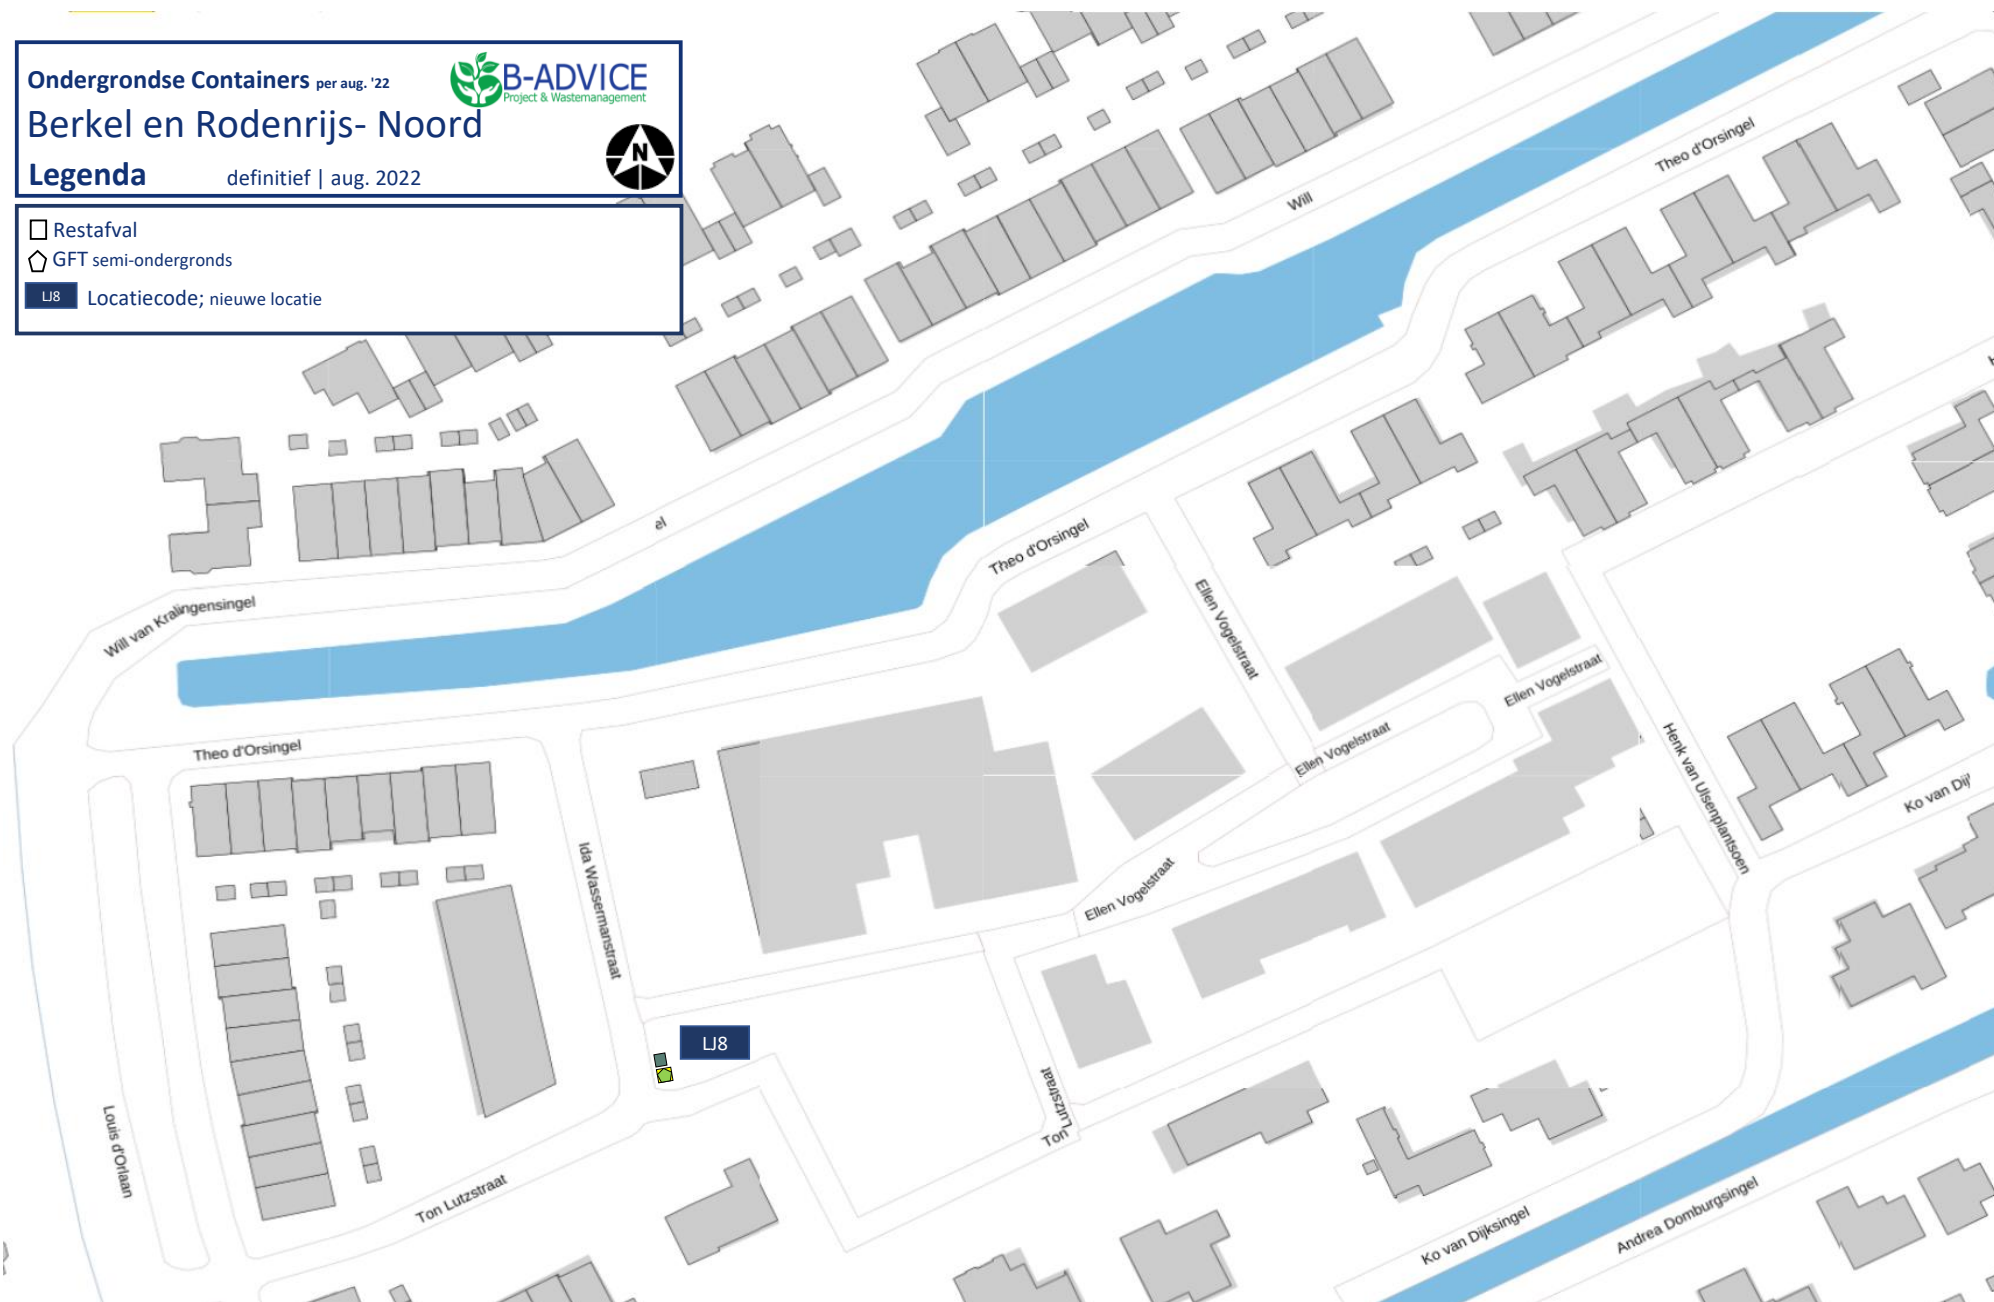 Ondergrondse Containers per aug. '22
B-ADVICE
Project & Wastemanagement
Berkel en Rodenrijs- Noord
N
Legenda definitief | aug. 2022
Restafval
GFT semi-ondergronds
LJ8 Locatiecode; nieuwe locatie
Theo d'Orsingel
Will
el
Theo d'Orsingel
Will van Kralingensingel
Ellen Vogelstraat
Ellen Vogelstraat
Ellen Vogelstraat
Theo d'Orsingel
Henk van Ulsenplantsoen
Ko van Dij
Ida Wassermanstraat
Ellen Vogelstraat
LJ8
Ton Lutzstraat
Louis d'Orlaan
Ton Lutzstraat
Ko van Dijksingel
Andrea Domburgsingel